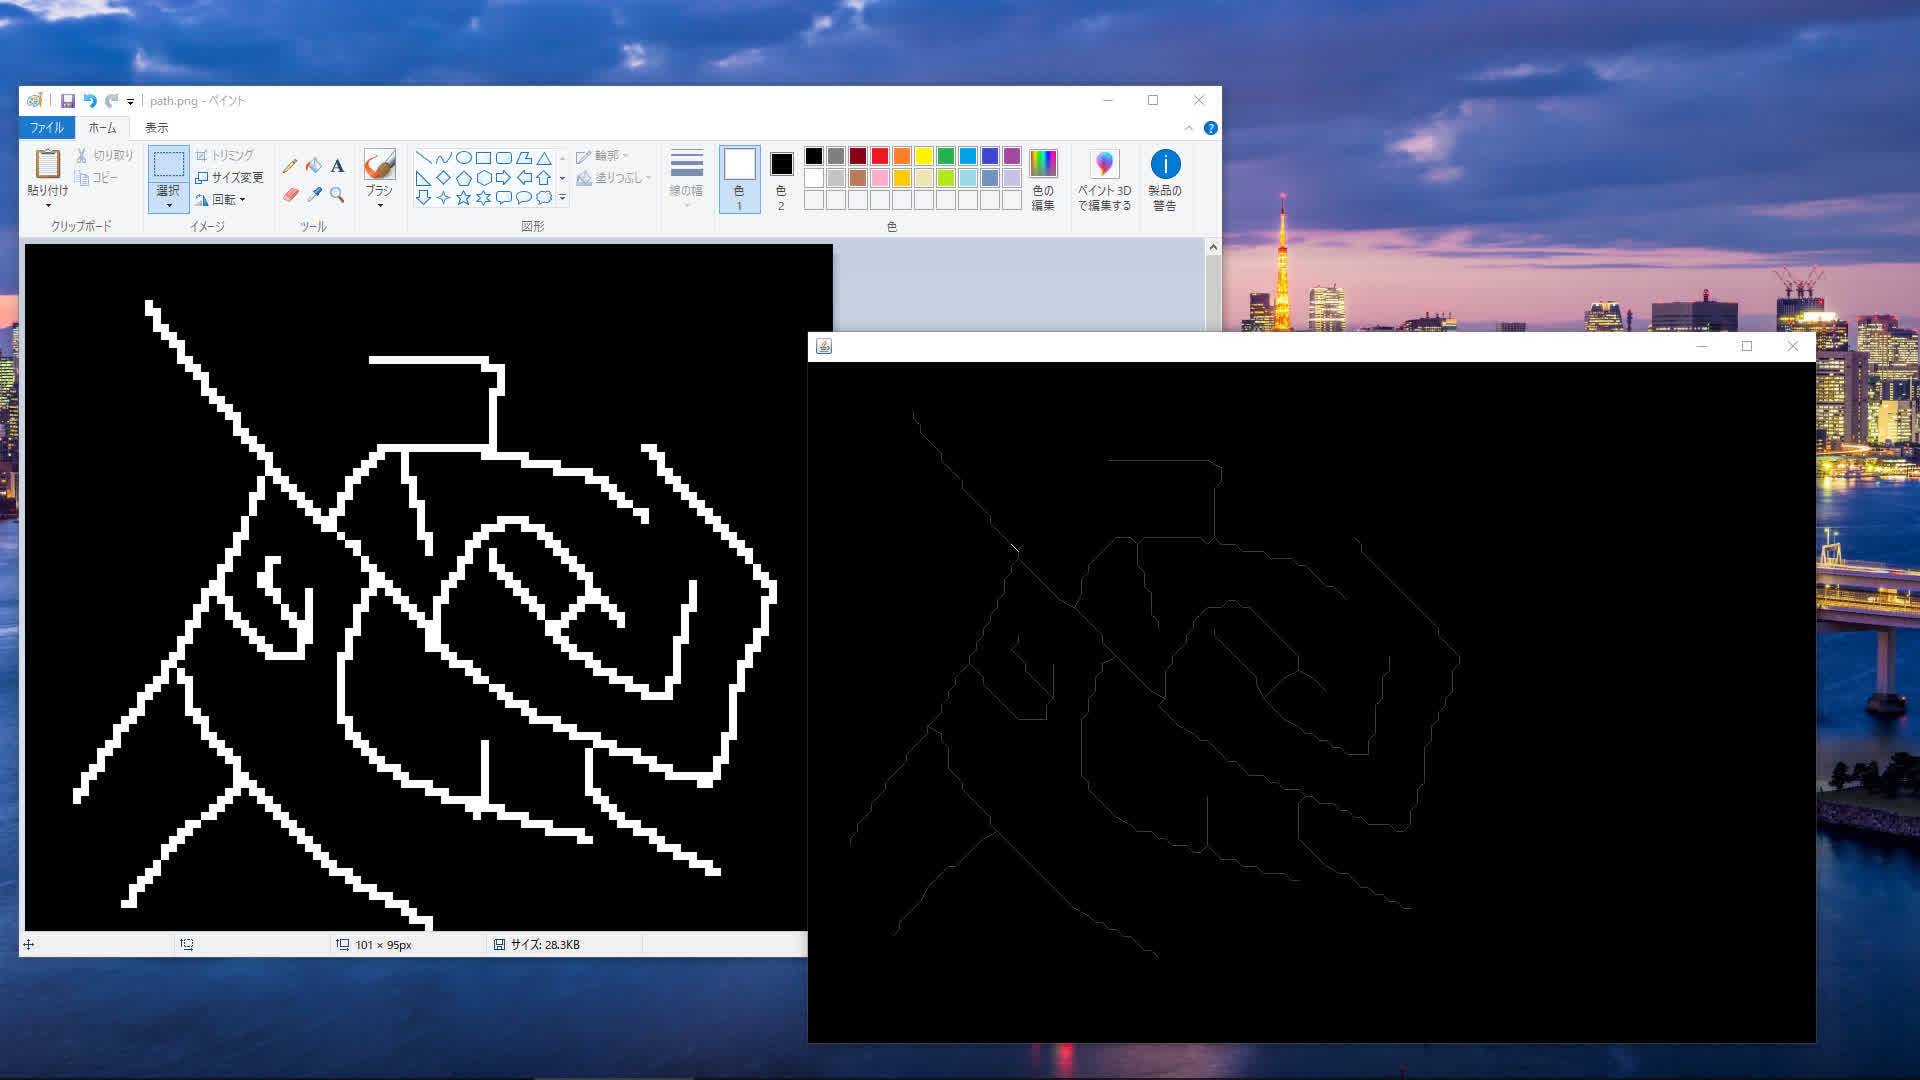 path.png - ペイント
ファイル ホーム 表示
貼り付け
切り取り
コピー
クリップボード
選択
トリミング
サイズ変更
回転
イメージ
A
ツール
ブラシ
輪郭
塗りつぶし
図形
線の幅
色
1
色
2
色の
編集
色
ペイント 3D
で編集する
製品の
警告
101 × 95px
サイズ: 28.3KB